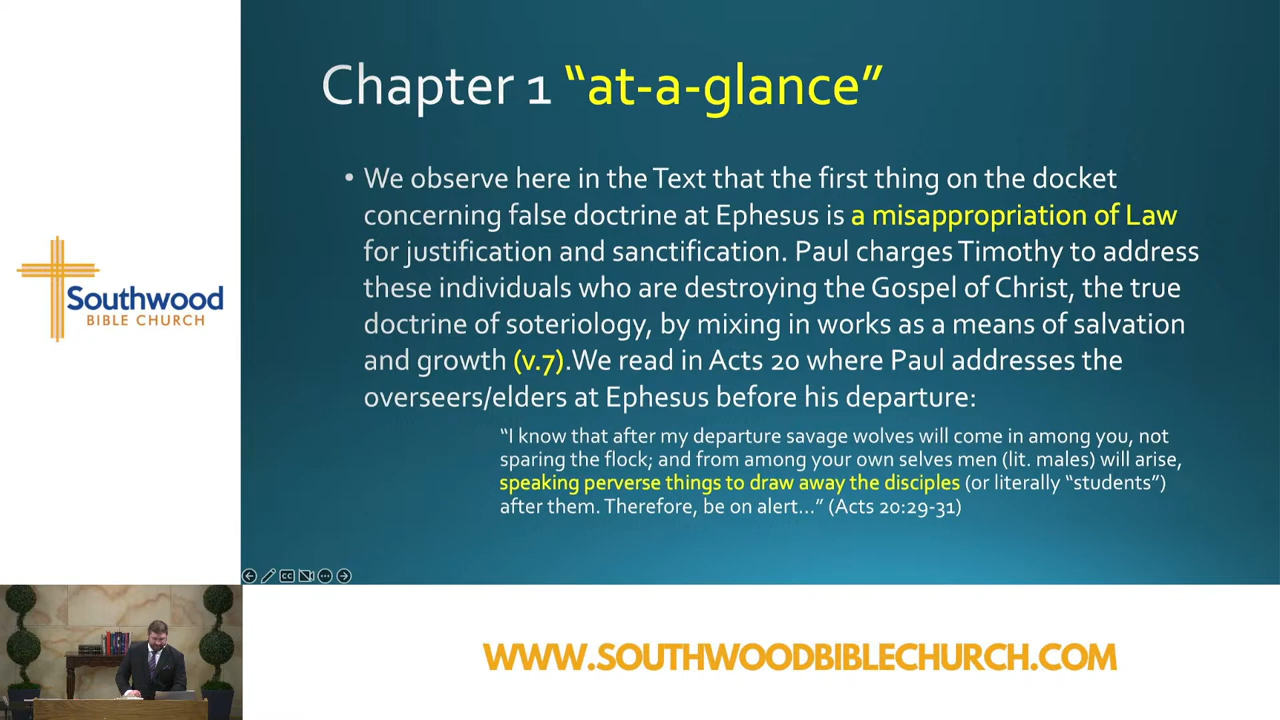 Chapter 1 “at-a-glance”
• We observe here in the Text that the first thing on the docket
concerning false doctrine at Ephesus is a misappropriation of Law
for justification and sanctification. Paul charges Timothy to address
these individuals who are destroying the Gospel of Christ, the true
doctrine of soteriology, by mixing in works as a means of salvation
and growth (v.7).We read in Acts 20 where Paul addresses the
overseers/elders at Ephesus before his departure:
“I know that after my departure savage wolves will come in among you, not
sparing the flock; and from among your own selves men (lit. males) will arise,
speaking perverse things to draw away the disciples (or literally “students”)
after them. Therefore, be on alert…” (Acts 20:29-31)
Southwood
BIBLE CHURCH
CC
WWW.SOUTHWOODBIBLECHURCH.COM